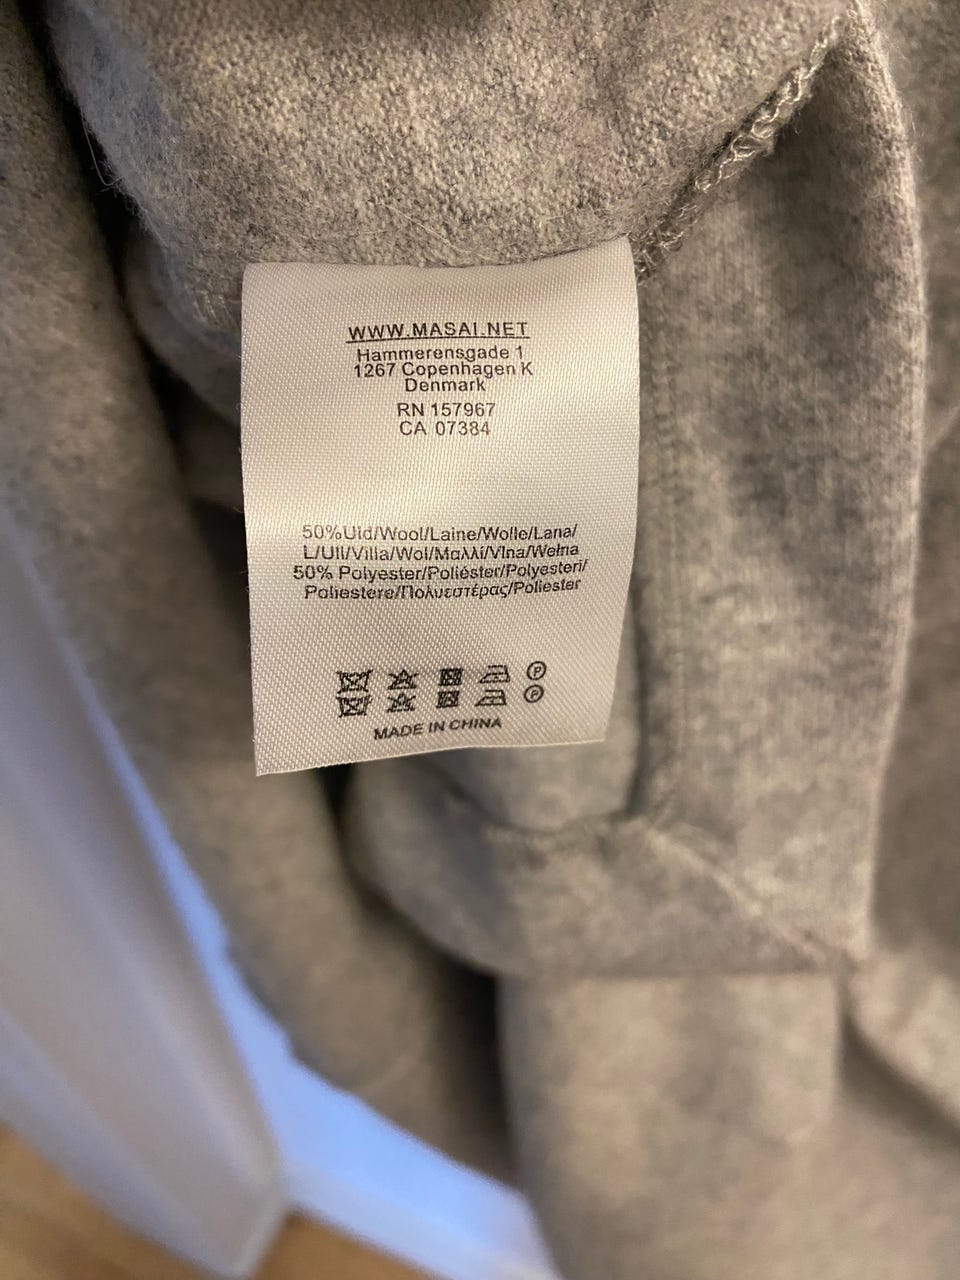 WWW.MASAI.NET
Hammerensgade 1
1267 Copenhagen K
Denmark
RN 157967
CA 07384
50%Uld/Wool/Laine/Wolle/Lana/
L/Ull/Villa/Wol/Μαλλί/Vlna/Wełna
50% Polyester/Poliéster/Polyesteri/
Poliestere/Πολυεστέρας/Poliester
P
P
MADE IN CHINA